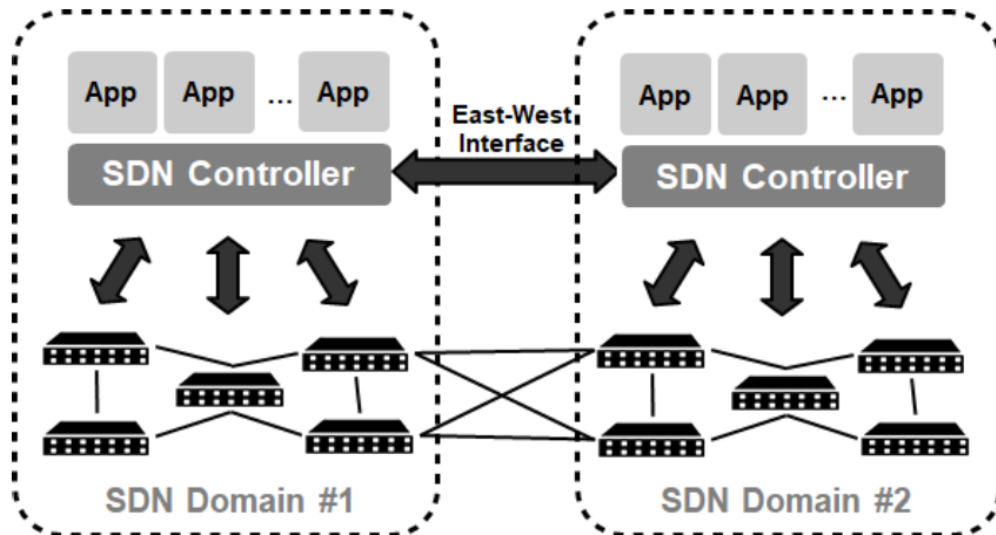 App App ... App
East-West
Interface
App App ... App
SDN Controller
SDN Controller
SDN Domain #1
SDN Domain #2